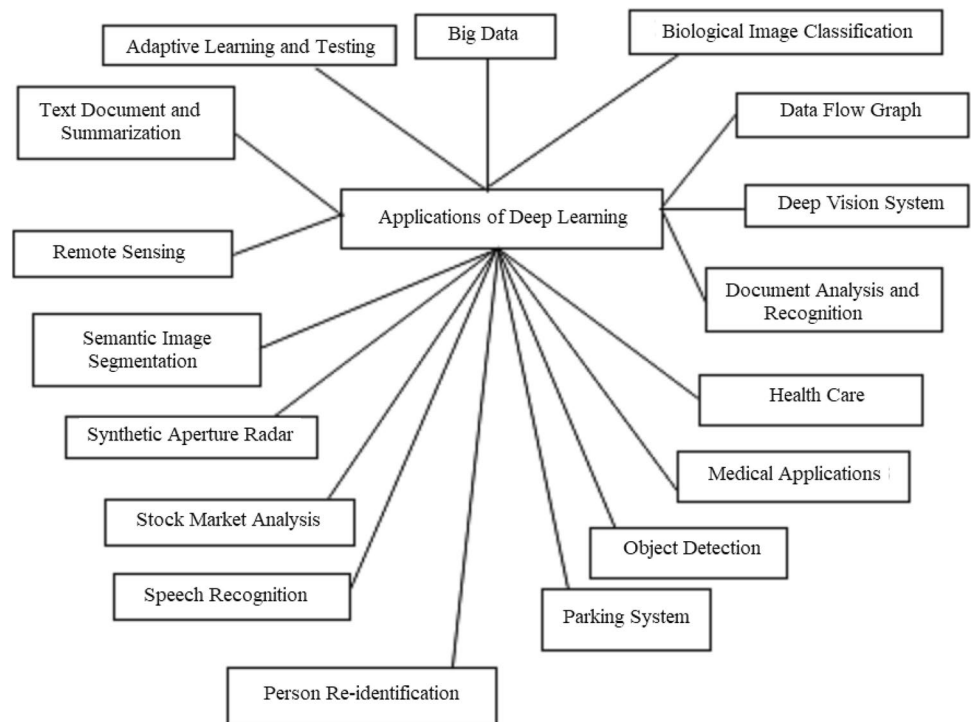 Big Data
Biological Image Classification
Adaptive Learning and Testing
Text Document and
Summarization
Data Flow Graph
Deep Vision System
Applications of Deep Learning
Remote Sensing
Document Analysis and
Recognition
Semantic Image
Segmentation
Health Care
Synthetic Aperture Radar
Medical Applications
Stock Market Analysis
Object Detection
Speech Recognition
Parking System
Person Re-identification